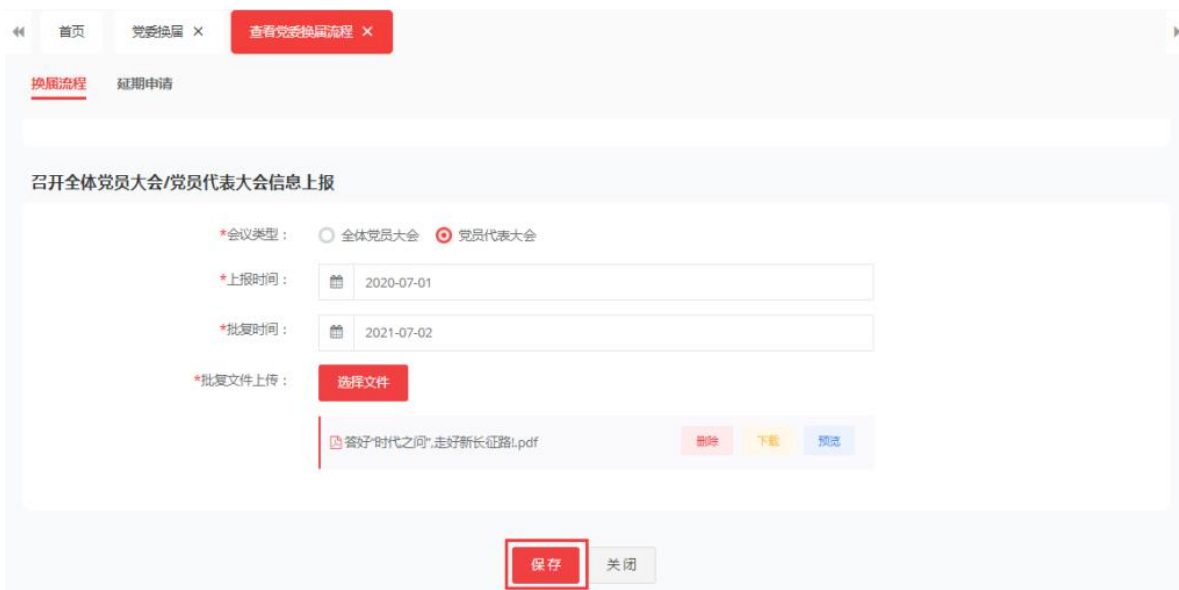 首页 党委换届 × 查看党委换届流程 ×
换届流程 延期申请
召开全体党员大会/党员代表大会信息上报
*会议类型： 全体党员大会 党员代表大会
*上报时间： 2020-07-01
*批复时间： 2021-07-02
*批复文件上传： 选择文件
答好“时代之问”,走好新长征路!.pdf 删除 下载 预览
保存 关闭